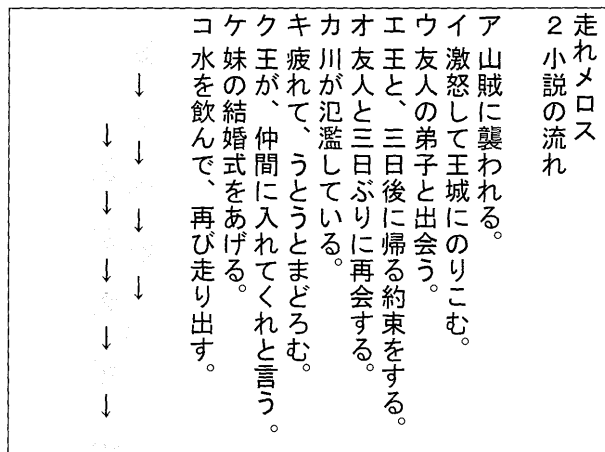 走れメロス
２ 小説の流れ
ア 山賊に襲われる。
イ 激怒して王城にのりこむ。
ウ 友人の弟子と出会う。
エ 王と、三日後に帰る約束をする。
オ 友人と三日ぶりに再会する。
カ 川が氾濫している。
キ 疲れて、うとうとまどろむ。
ク 王が、仲間に入れてくれと言う。
ケ 妹の結婚式をあげる。
コ 水を飲んで、再び走り出す。
↓ ↓ ↓ ↓
↓ ↓ ↓ ↓ ↓